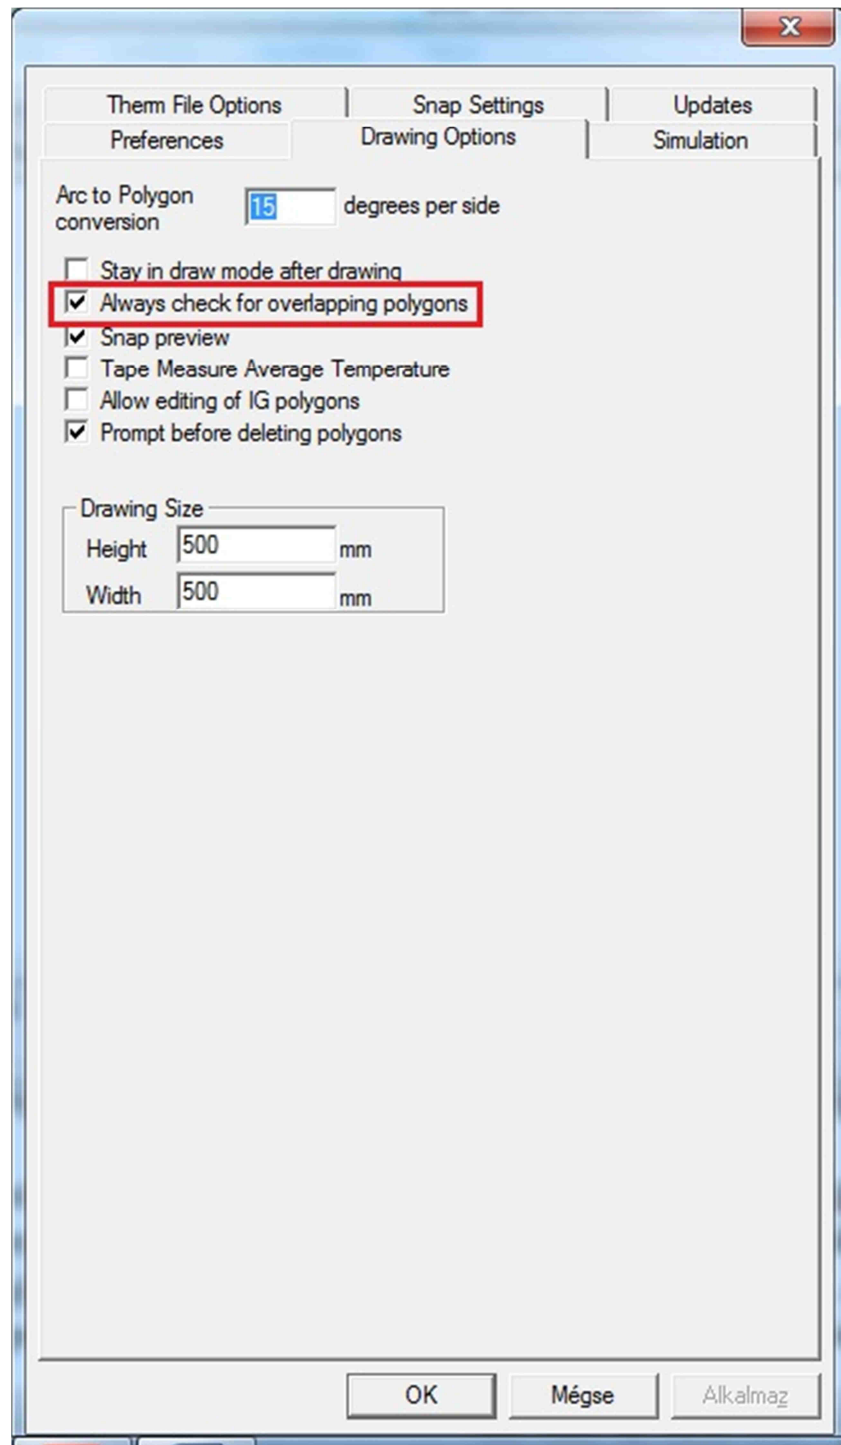 Therm File Options Snap Settings Updates
Preferences Drawing Options Simulation
Arc to Polygon
conversion
15 degrees per side
Stay in draw mode after drawing
Always check for overlapping polygons
Snap preview
Tape Measure Average Temperature
Allow editing of IG polygons
Prompt before deleting polygons
Drawing Size
Height 500 mm
Width 500 mm
OK Mégse Alkalmaz